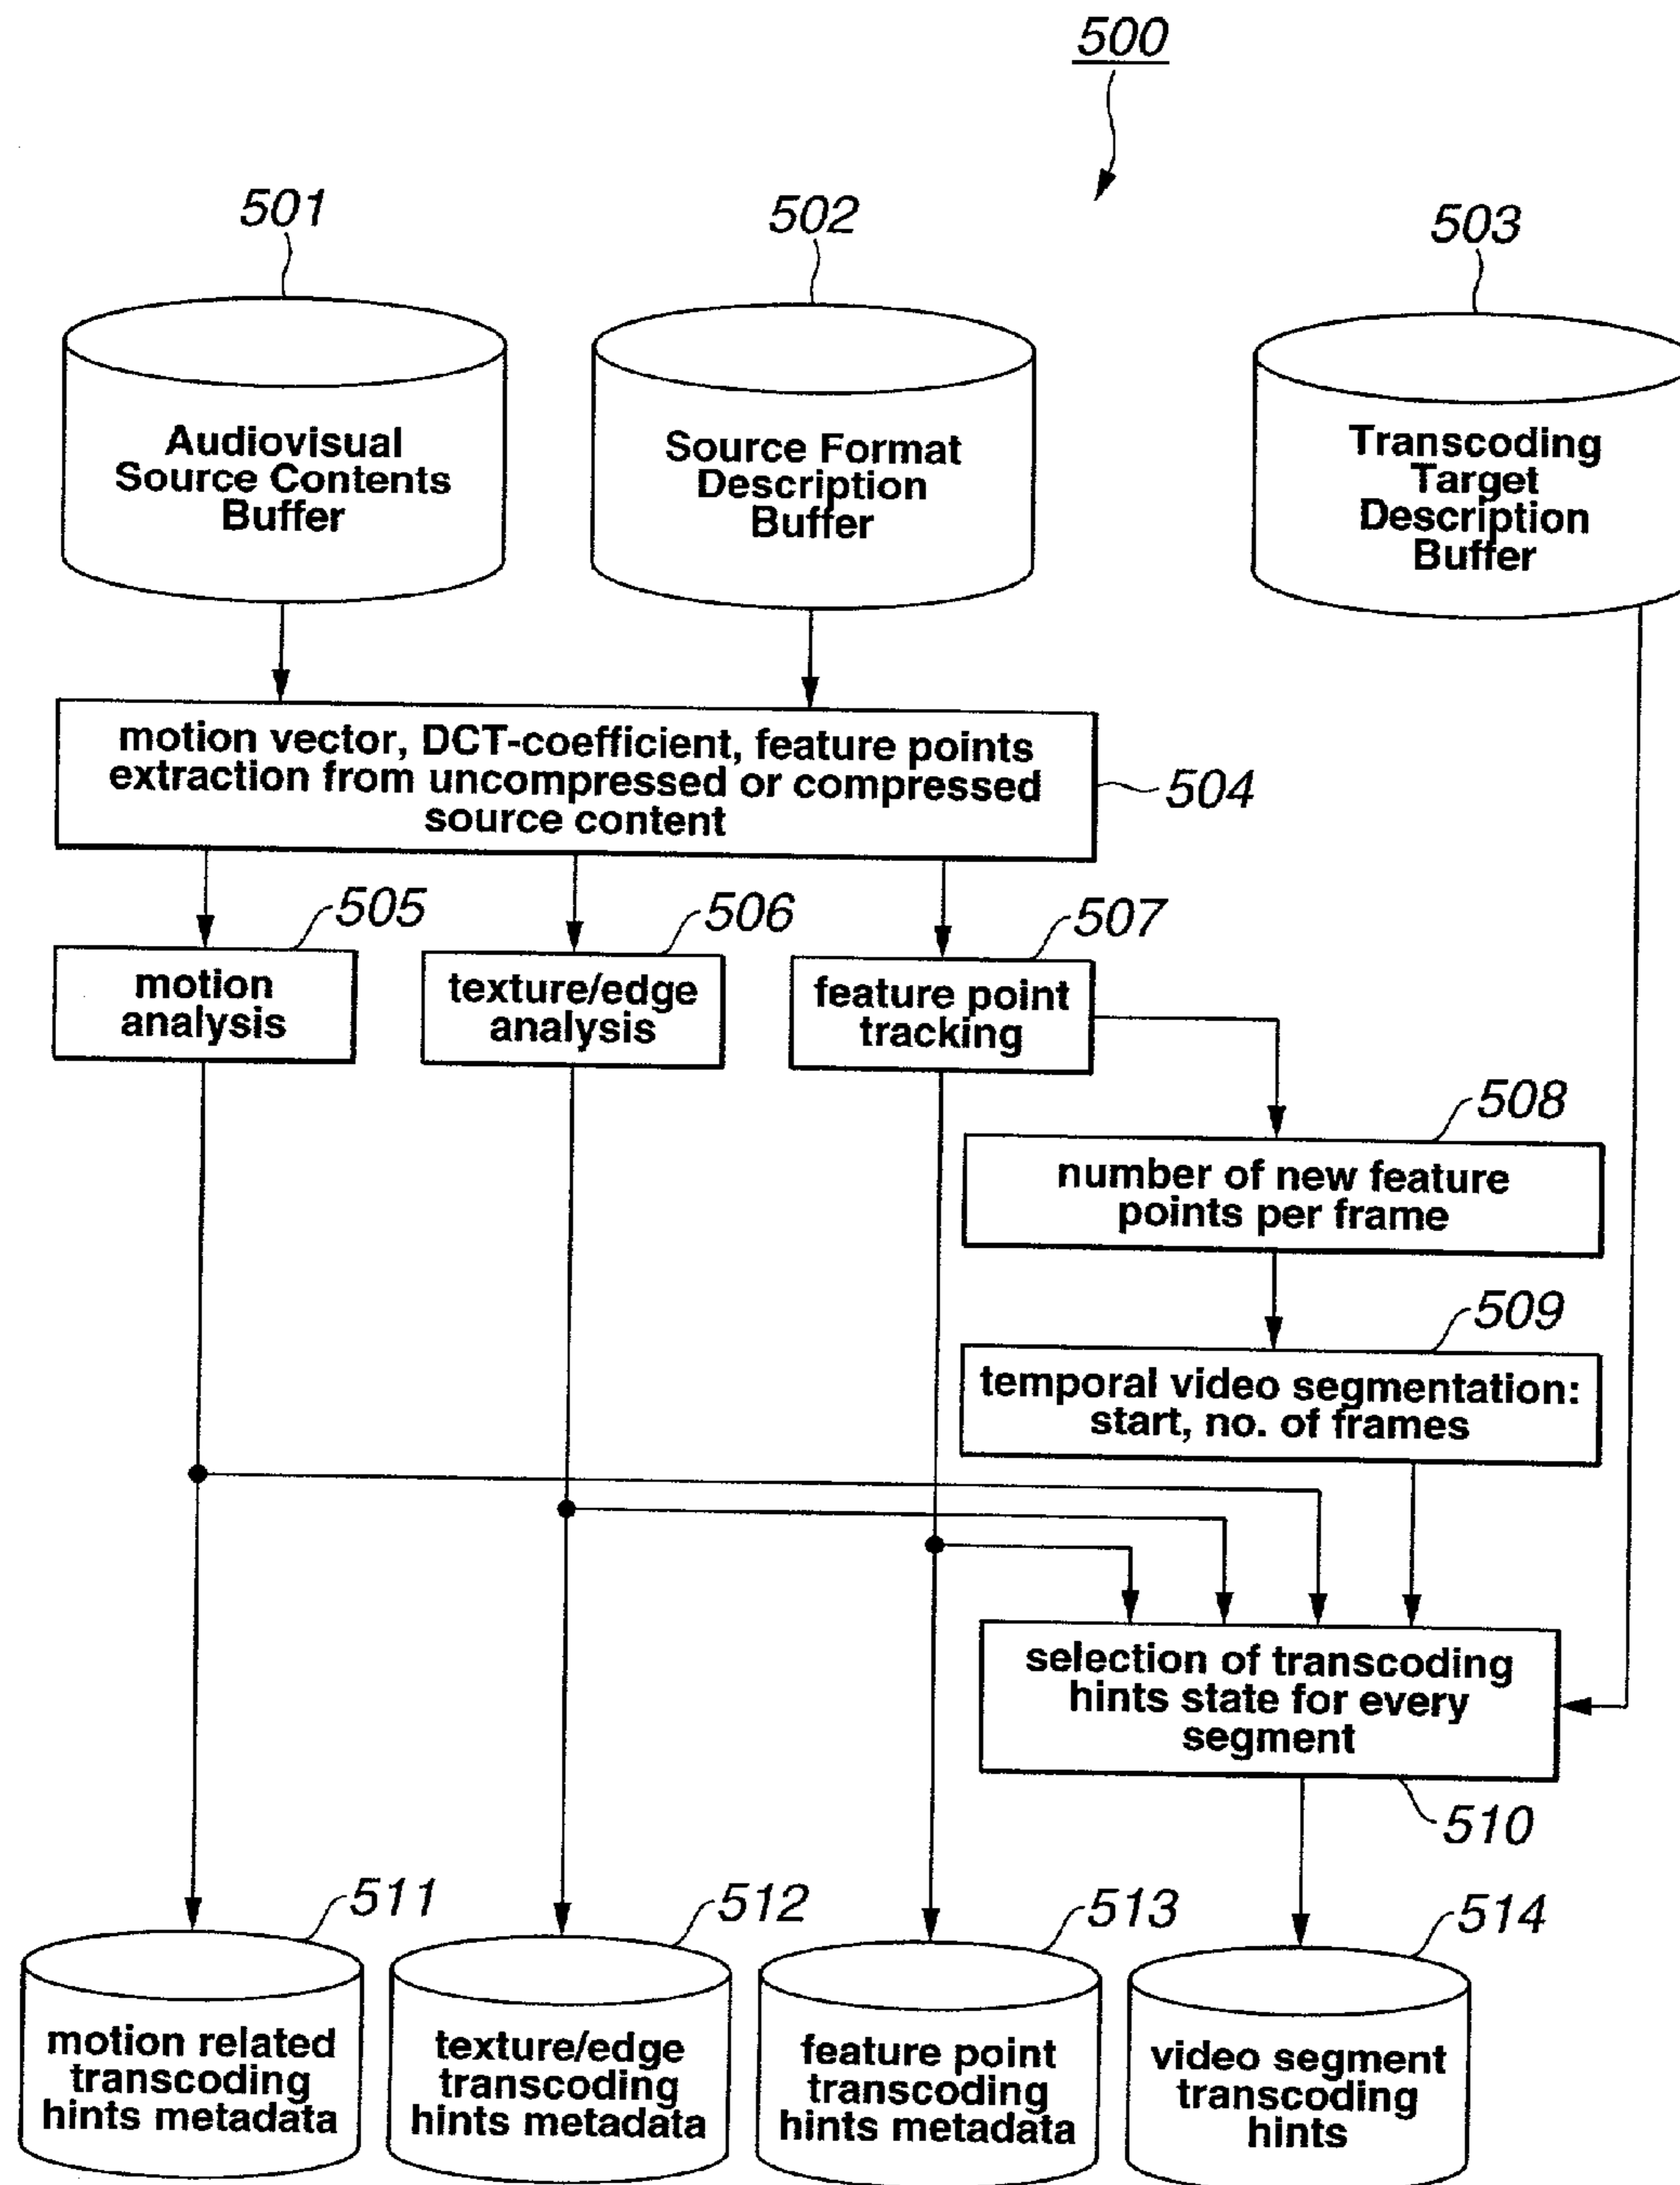 500
501
502
503
Audiovisual
Source Contents
Buffer
Source Format
Description
Buffer
Transcoding
Target
Description
Buffer
motion vector, DCT-coefficient, feature points
extraction from uncompressed or compressed
source content
504
505
506
507
motion
analysis
texture/edge
analysis
feature point
tracking
508
number of new feature
points per frame
509
temporal video segmentation:
start, no. of frames
selection of transcoding
hints state for every
segment
510
511
512
513
514
motion related
transcoding
hints metadata
texture/edge
transcoding
hints metadata
feature point
transcoding
hints metadata
video segment
transcoding
hints